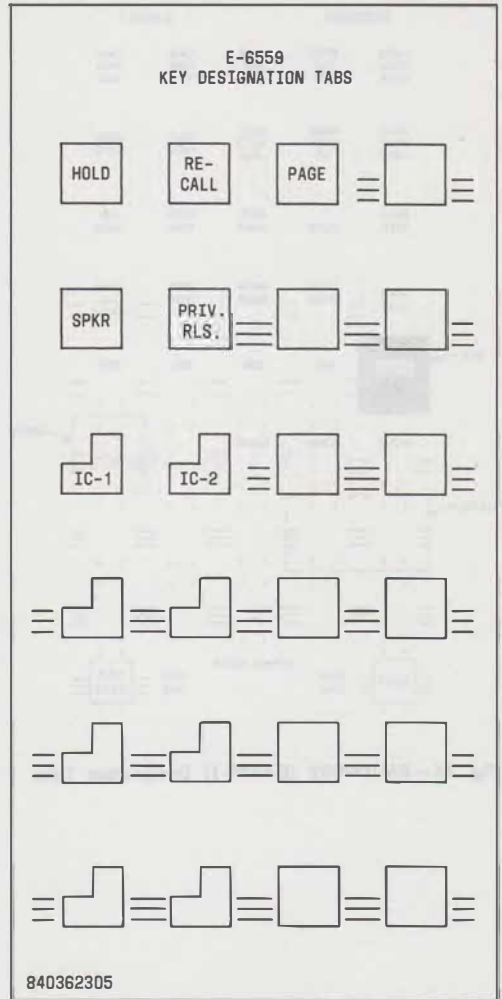 E-6559
KEY DESIGNATION TABS
HOLD
RE-
CALL
PAGE
SPKR
PRIV.
RLS.
IC-1
IC-2
840362305